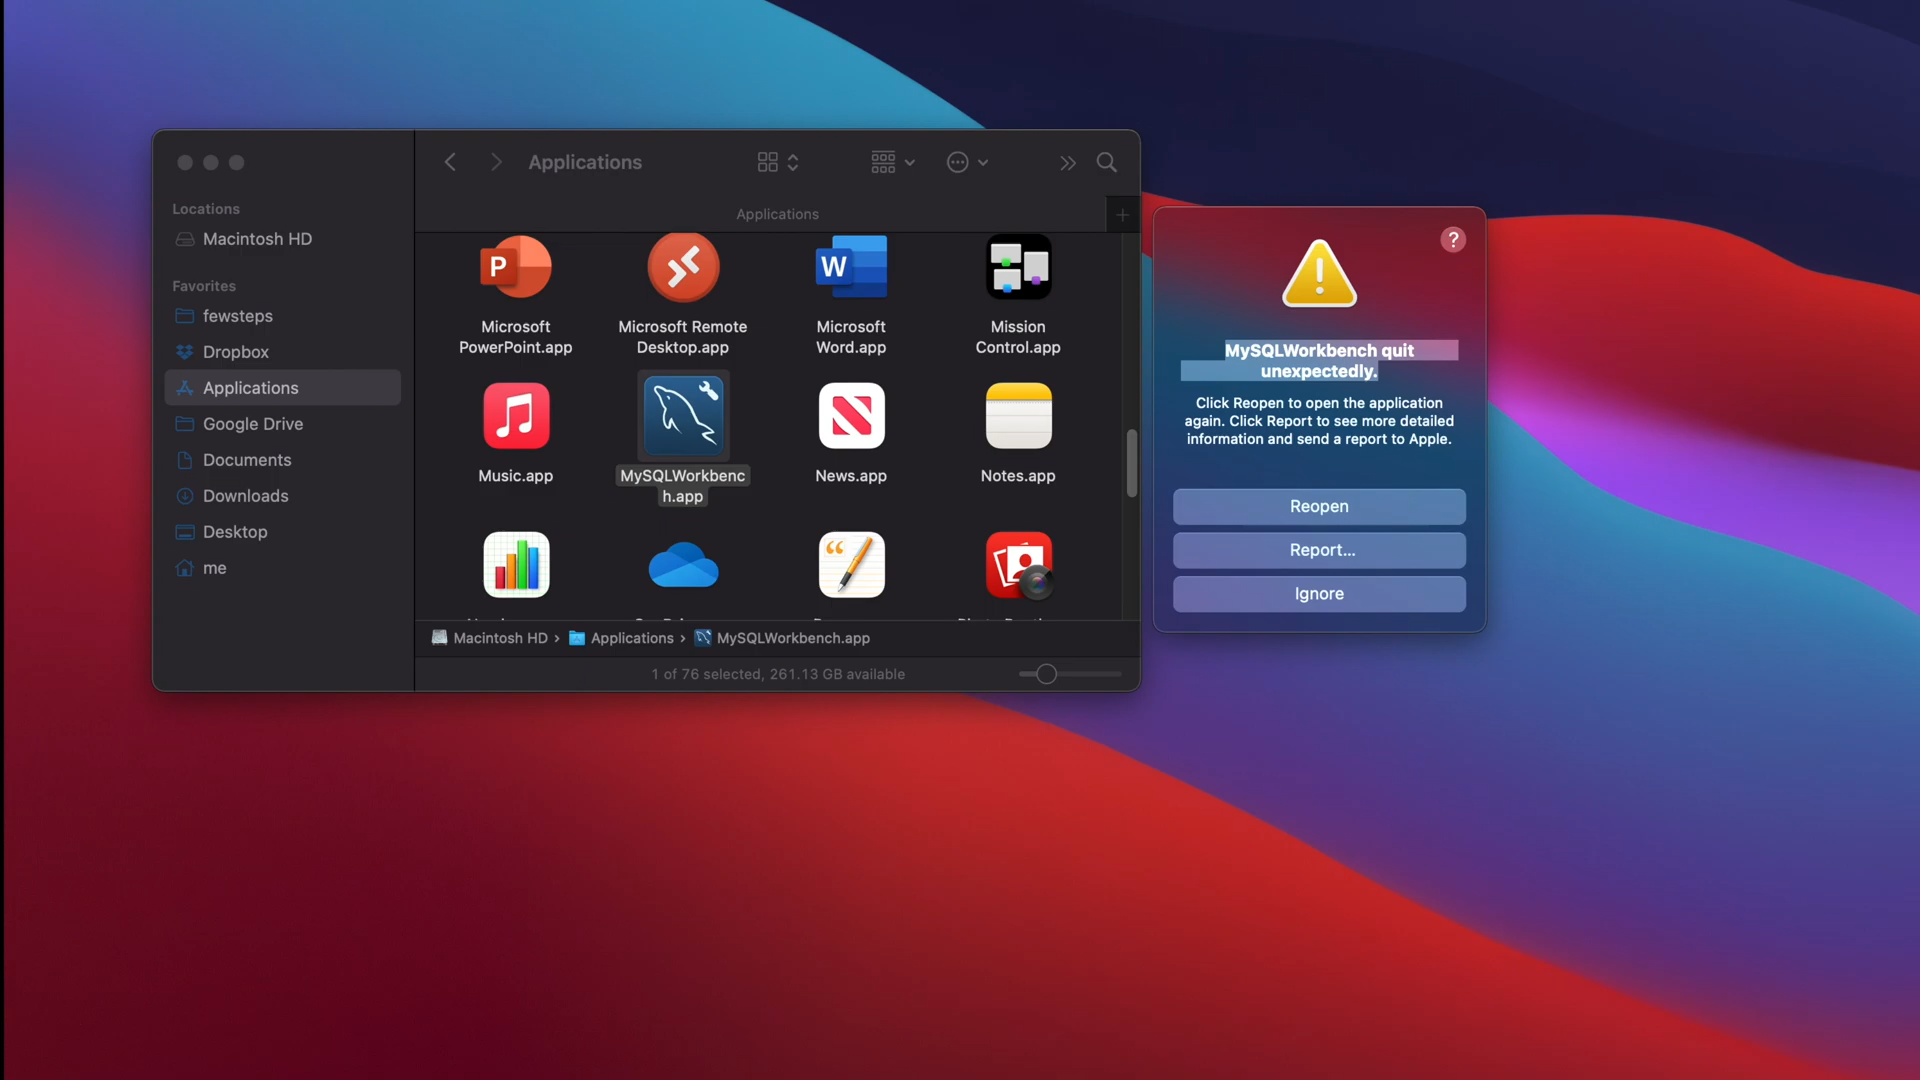 Applications
Locations
Macintosh HD
Favorites
fewsteps
Dropbox
Applications
Google Drive
Documents
Downloads
Desktop
me
Applications
P
W
Microsoft
PowerPoint.app
Microsoft Remote
Desktop.app
Microsoft
Word.app
Mission
Control.app
Music.app
MySQLWorkbenc
h.app
News.app
Notes.app
Macintosh HD › Applications › MySQLWorkbench.app
1 of 76 selected, 261.13 GB available
?
MySQLWorkbench quit
unexpectedly.
Click Reopen to open the application
again. Click Report to see more detailed
information and send a report to Apple.
Reopen
Report...
Ignore